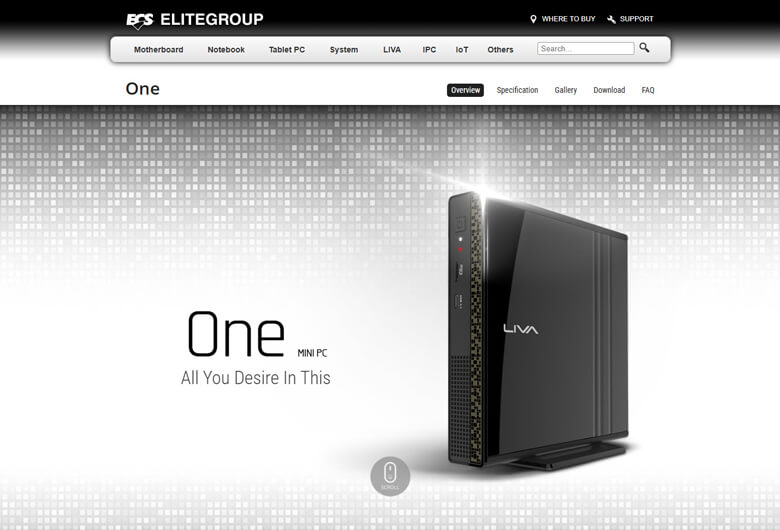 ECS ELITEGROUP
WHERE TO BUY
SUPPORT
Motherboard
Notebook
Tablet PC
System
LIVA
IPC
IoT
Others
Search...
One
Overview
Specification
Gallery
Download
FAQ
LIVA
One MINI PC
All You Desire In This
SCROLL